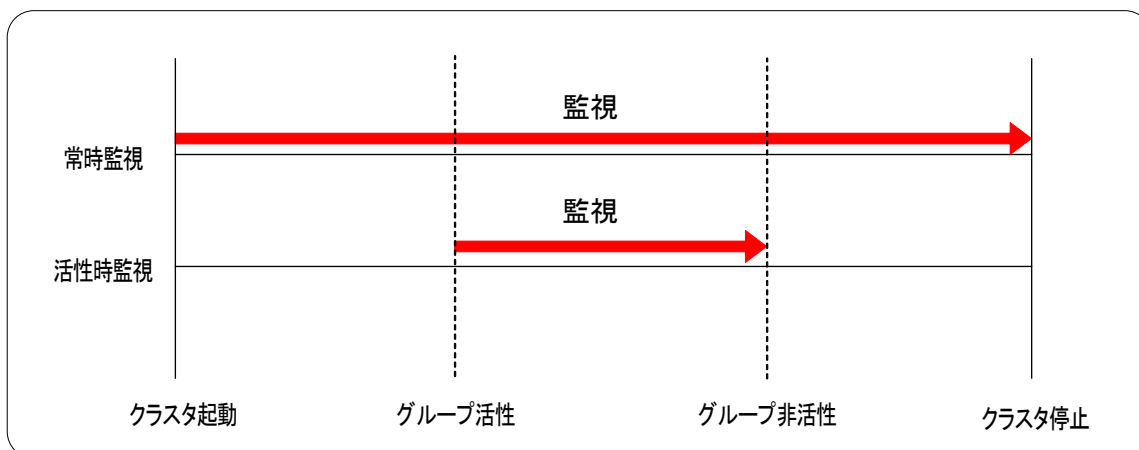 監視
常時監視
監視
活性時監視
クラスタ起動
グループ活性
グループ非活性
クラスタ停止